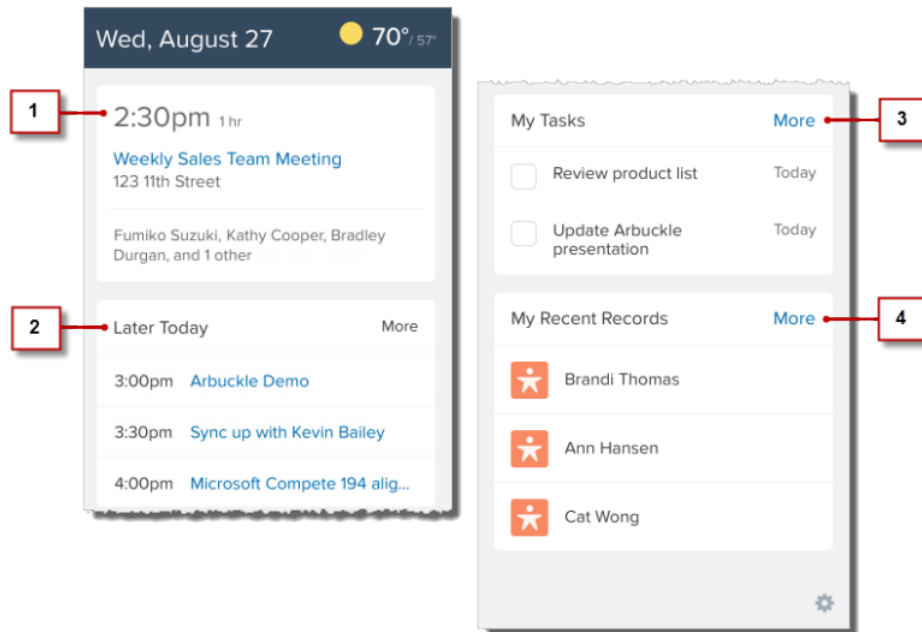 Wed, August 27
70°/ 57°
1
2:30pm 1 hr
Weekly Sales Team Meeting
123 11th Street
Fumiko Suzuki, Kathy Cooper, Bradley
Durgan, and 1 other
2
Later Today More
3:00pm Arbuckle Demo
3:30pm Sync up with Kevin Bailey
4:00pm Microsoft Compete 194 alig...
My Tasks More
3
Review product list Today
Update Arbuckle Today
presentation
My Recent Records More
4
Brandi Thomas
Ann Hansen
Cat Wong